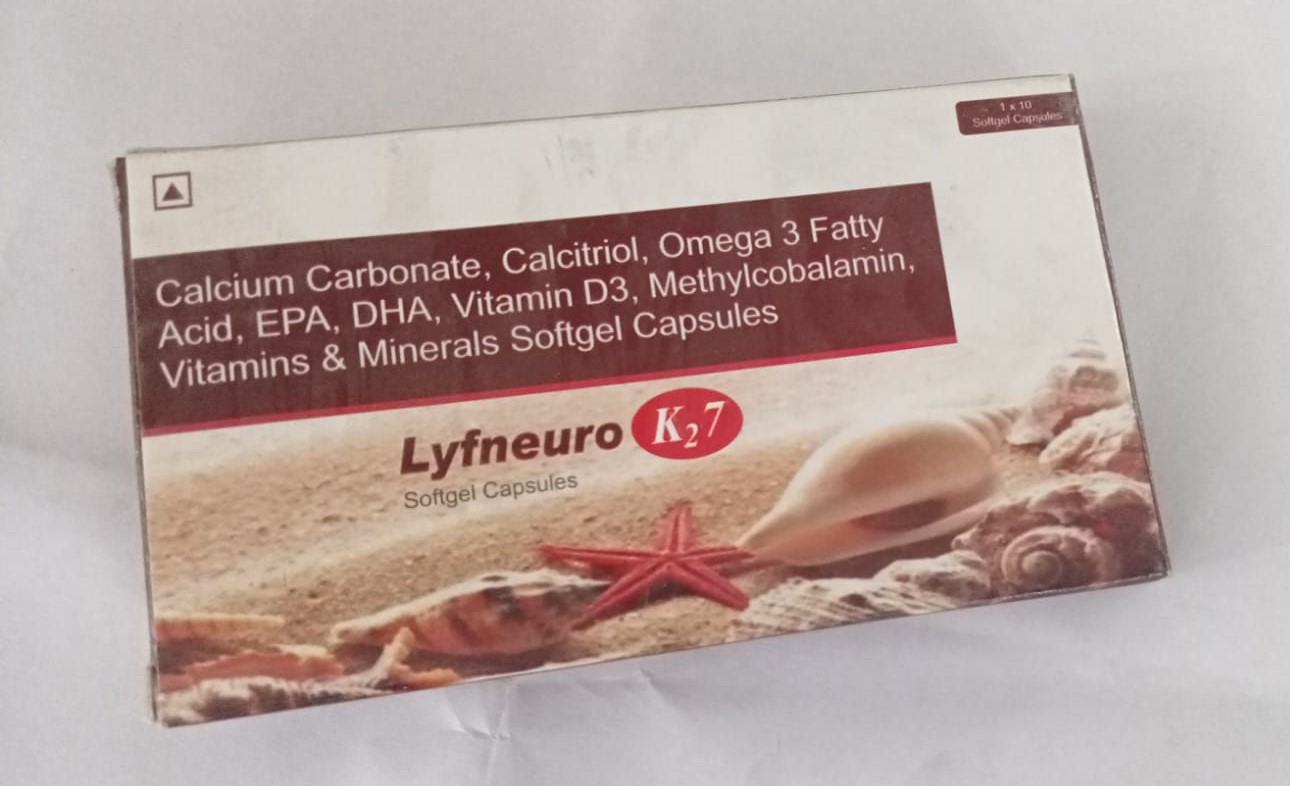 1 x 10
Softgel Capsules
Calcium Carbonate, Calcitriol, Omega 3 Fatty
Acid, EPA, DHA, Vitamin D3, Methylcobalamin,
Vitamins & Minerals Softgel Capsules
Lyfneuro K₂7
Softgel Capsules